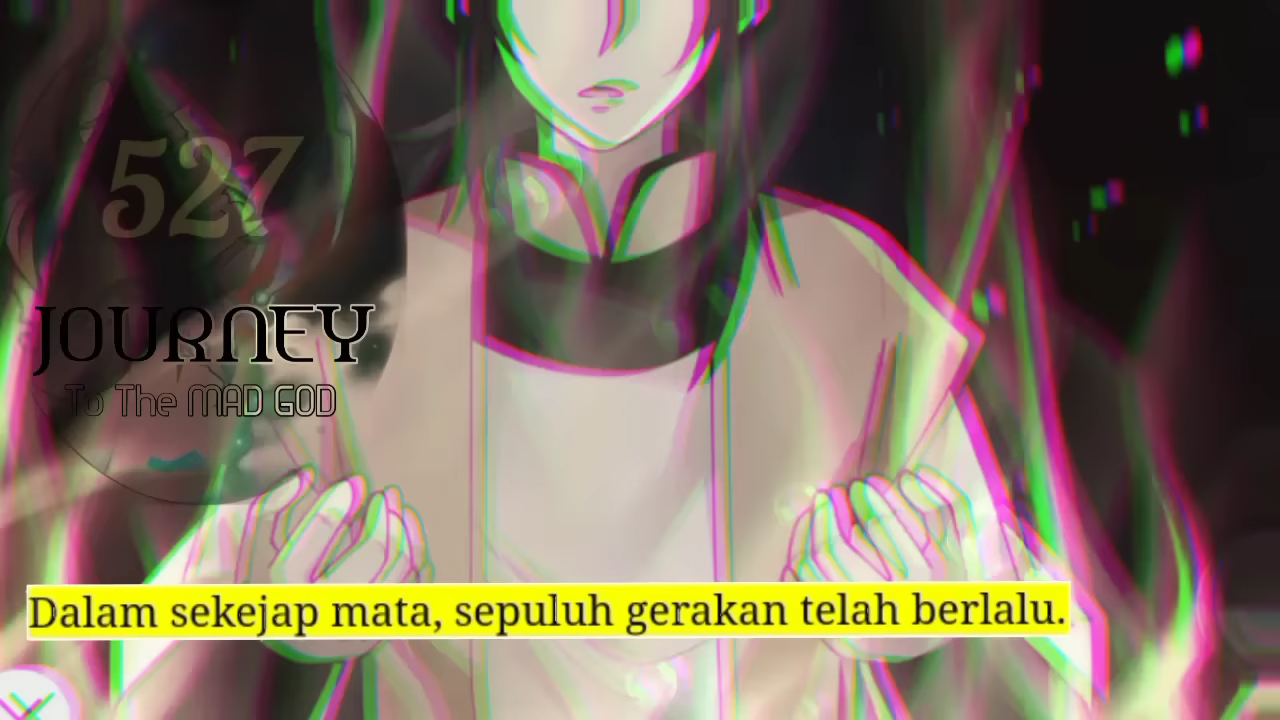 527
JOURNEY
To The MAD GOD
Dalam sekejap mata, sepuluh gerakan telah berlalu.